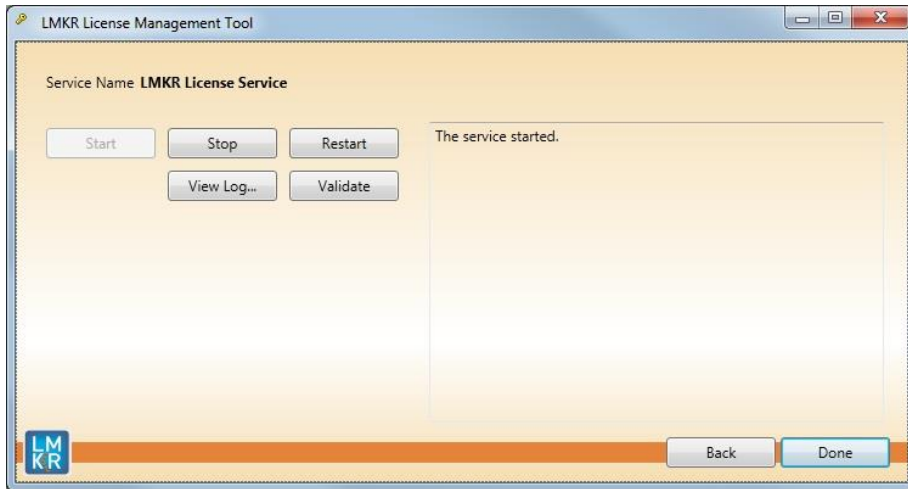 LMKR License Management Tool
Service Name LMKR License Service
Start Stop Restart
View Log... Validate
The service started.
LM
KR
Back Done